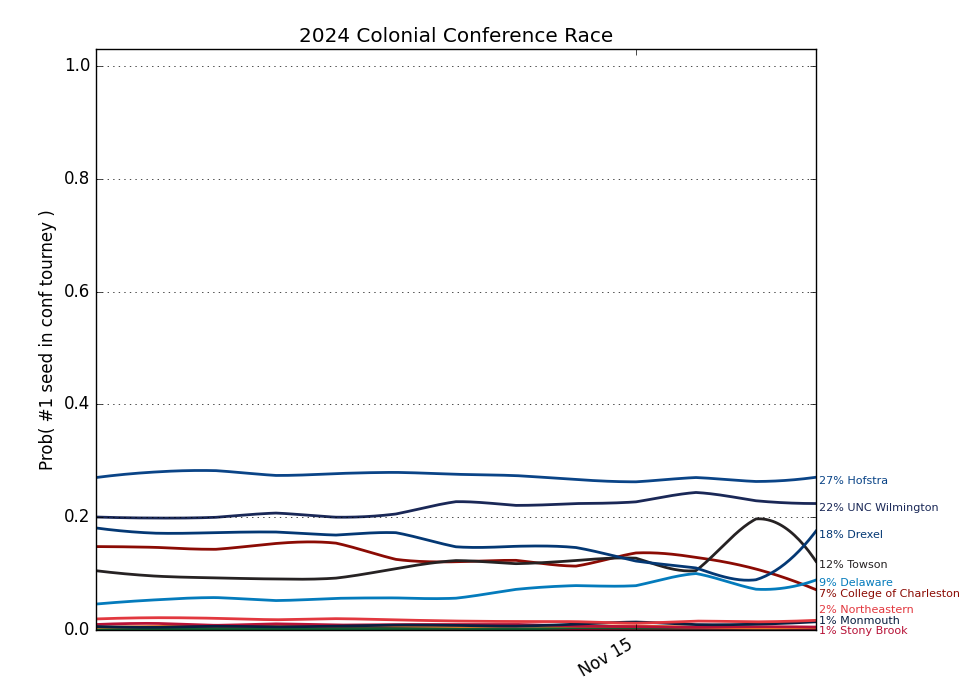 2024 Colonial Conference Race
Prob( #1 seed in conf tourney )
1.0
0.8
0.6
0.4
0.2
0.0
Nov 15
27% Hofstra
22% UNC Wilmington
18% Drexel
12% Towson
9% Delaware
7% College of Charleston
2% Northeastern
1% Monmouth
1% Stony Brook